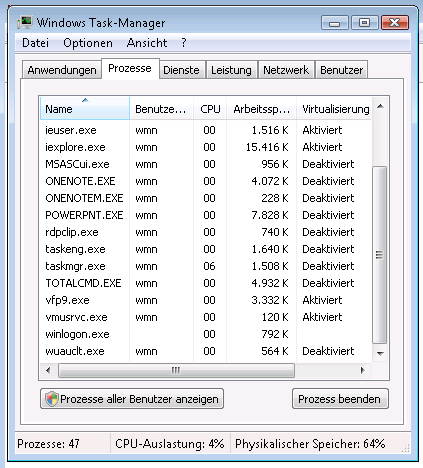 Windows Task-Manager
Datei Optionen Ansicht ?
Anwendungen Prozesse Dienste Leistung Netzwerk Benutzer
Name Benutze... CPU Arbeitssp... Virtualisierung
ieuser.exe wmn 00 1.516 K Aktiviert
iexplore.exe wmn 00 15.416 K Aktiviert
MSASCui.exe wmn 00 956 K Deaktiviert
ONENOTE.EXE wmn 00 4.072 K Deaktiviert
ONENOTEM.EXE wmn 00 228 K Deaktiviert
POWERPNT.EXE wmn 00 7.828 K Deaktiviert
rdpclip.exe wmn 00 740 K Deaktiviert
taskeng.exe wmn 00 1.640 K Deaktiviert
taskmgr.exe wmn 06 1.508 K Deaktiviert
TOTALCMD.EXE wmn 00 4.932 K Deaktiviert
vfp9.exe wmn 00 3.332 K Aktiviert
vmusrvc.exe wmn 00 120 K Aktiviert
winlogon.exe 00 792 K
wuauclt.exe wmn 00 564 K Deaktiviert
Prozesse aller Benutzer anzeigen Prozess beenden
Prozesse: 47 CPU-Auslastung: 4% Physikalischer Speicher: 64%